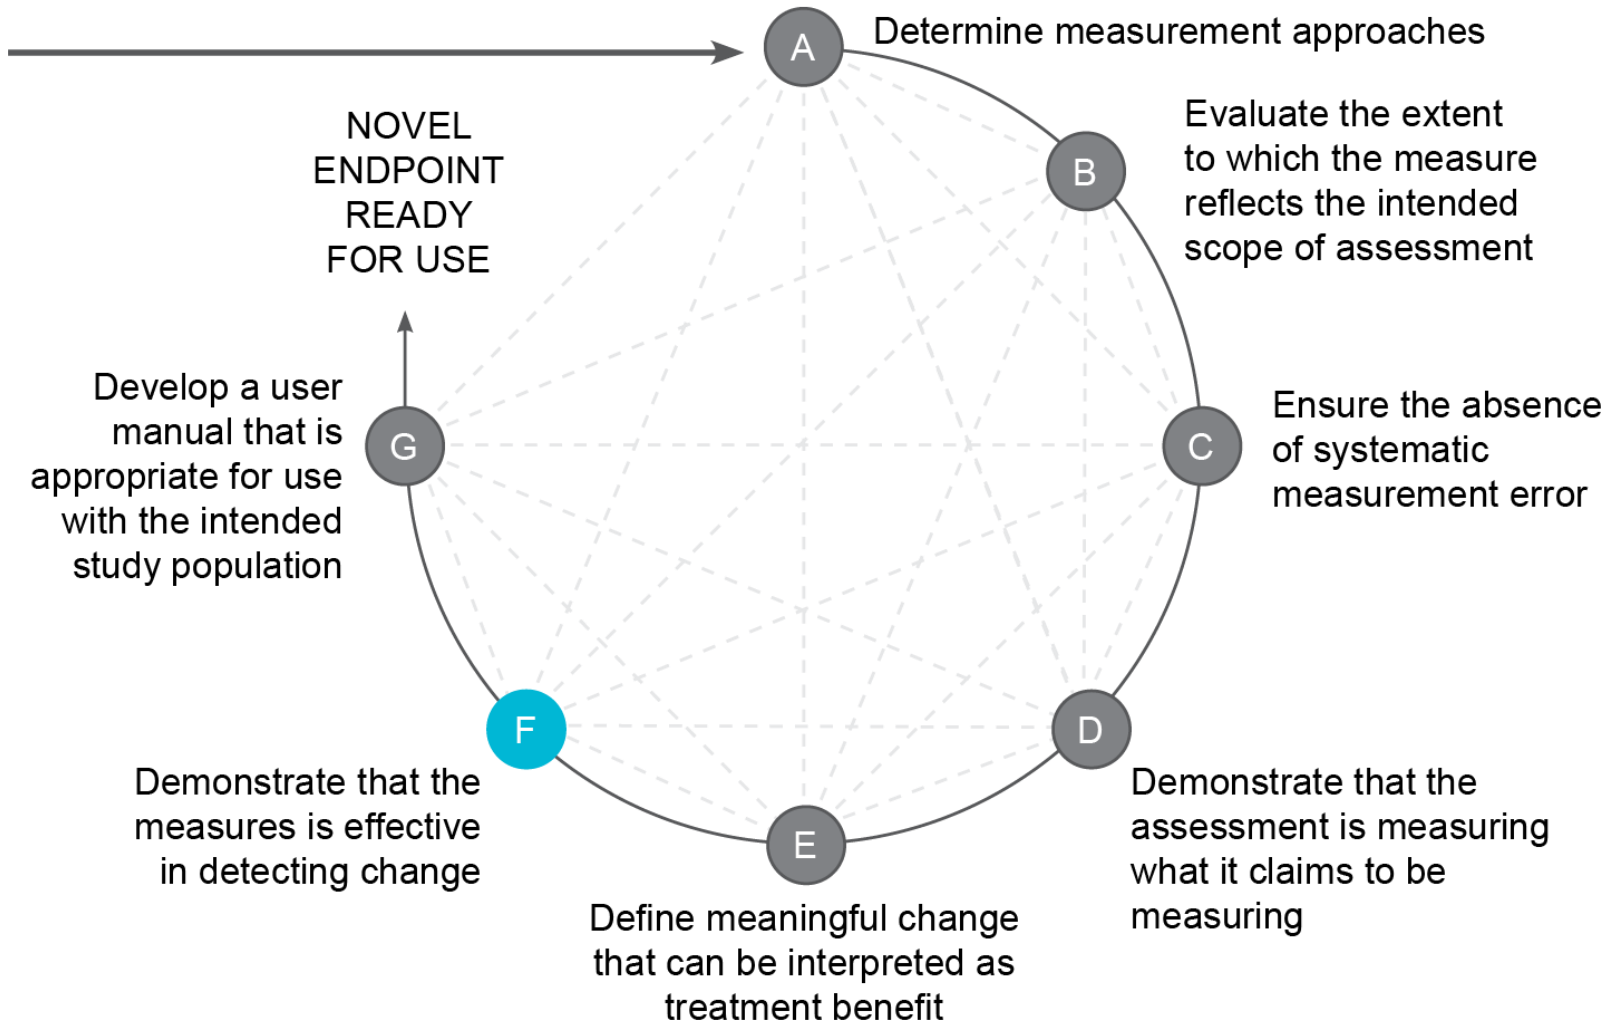 A
Determine measurement approaches
B
Evaluate the extent
to which the measure
reflects the intended
scope of assessment
C
Ensure the absence
of systematic
measurement error
D
Demonstrate that the
assessment is measuring
what it claims to be
measuring
E
Define meaningful change
that can be interpreted as
treatment benefit
F
Demonstrate that the
measures is effective
in detecting change
G
Develop a user
manual that is
appropriate for use
with the intended
study population
NOVEL
ENDPOINT
READY
FOR USE